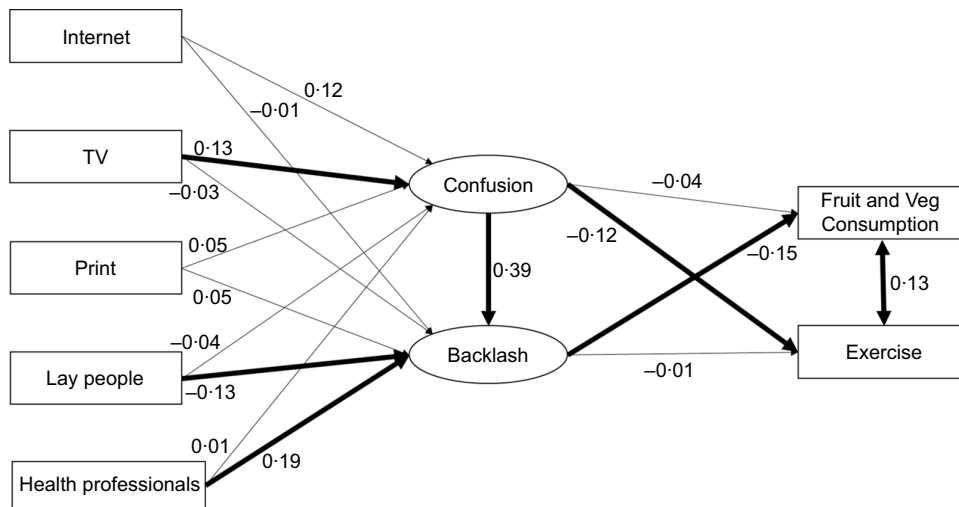 Internet
0·12
–0·01
TV
0·13
–0·03
Confusion
–0·04
Fruit and Veg
Consumption
–0·12
–0·15
Print
0·05
0·05
0·39
0·13
Lay people
–0·04
–0·13
Backlash
–0·01
Exercise
Health professionals
0·01
0·19